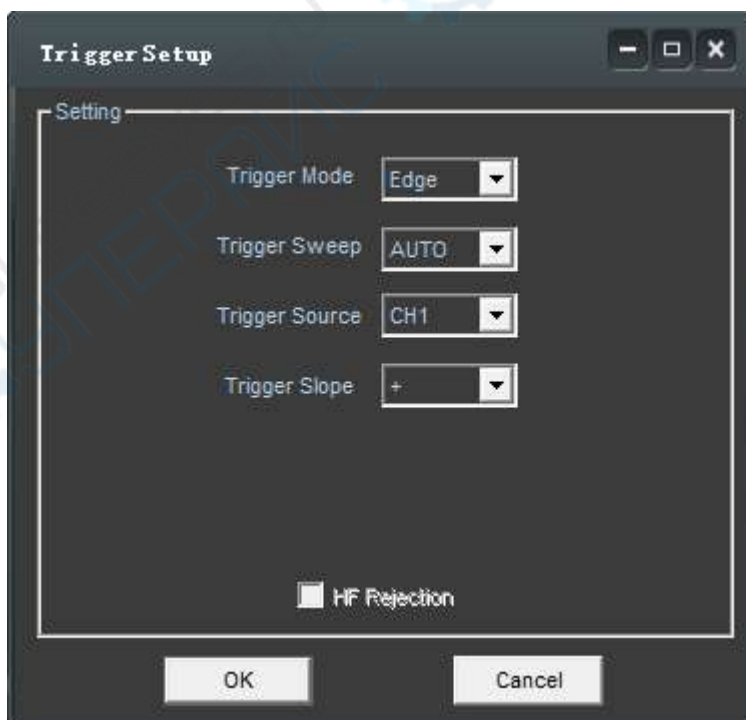 Trigger Setup
Setting
Trigger Mode Edge
Trigger Sweep AUTO
Trigger Source CH1
Trigger Slope +
HF Rejection
OK Cancel